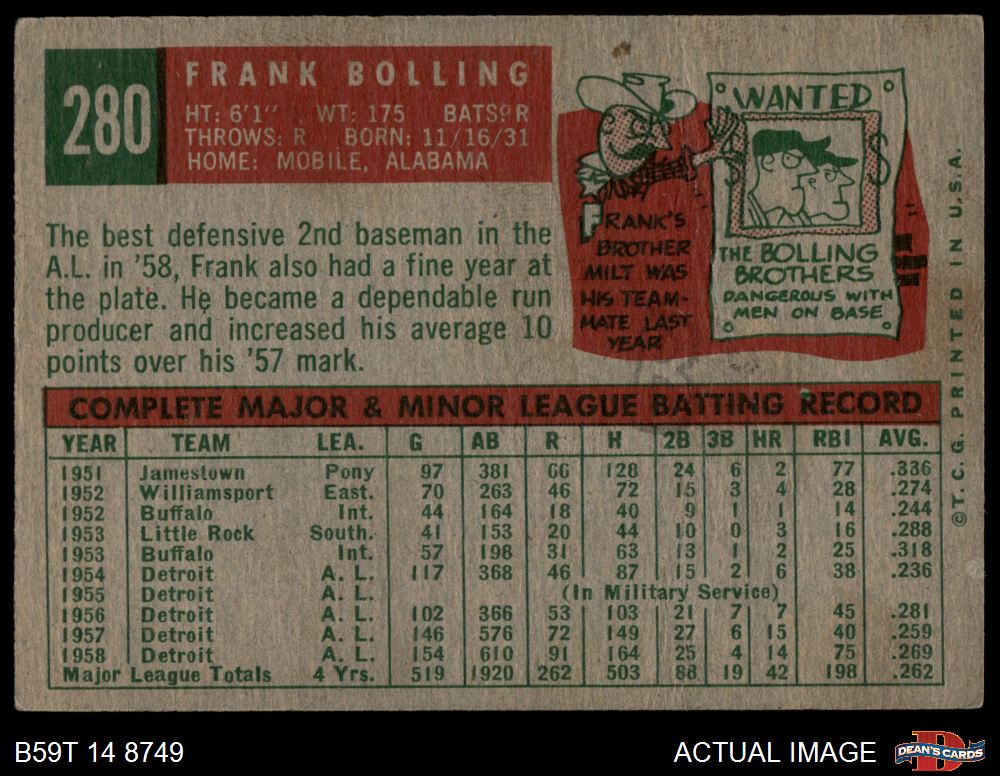 280
FRANK BOLLING
HT: 6'1" WT: 175 BATS: R
THROWS: R BORN: 11/16/31
HOME: MOBILE, ALABAMA
The best defensive 2nd baseman in the
A.L. in '58, Frank also had a fine year at
the plate. He became a dependable run
producer and increased his average 10
points over his '57 mark.
FRANK'S
BROTHER
MILT WAS
HIS TEAM-
MATE LAST
YEAR
WANTED
$ $
THE BOLLING
BROTHERS
DANGEROUS WITH
MEN ON BASE
COMPLETE MAJOR & MINOR LEAGUE BATTING RECORD
YEAR TEAM LEA. G AB R H 2B 3B HR RBI AVG.
1951 Jamestown Pony 97 381 66 128 24 6 2 77 .336
1952 Williamsport East. 70 263 46 72 15 3 4 28 .274
1952 Buffalo Int. 44 164 18 40 9 1 1 14 .244
1953 Little Rock South. 41 153 20 44 10 0 3 16 .288
1953 Buffalo Int. 57 198 31 63 13 1 2 25 .318
1954 Detroit A. L. 117 368 46 87 15 2 6 38 .236
1955 Detroit A. L. (In Military Service)
1956 Detroit A. L. 102 366 53 103 21 7 7 45 .281
1957 Detroit A. L. 146 576 72 149 27 6 15 40 .259
1958 Detroit A. L. 154 610 91 164 25 4 14 75 .269
Major League Totals 4 Yrs. 519 1920 262 503 88 19 42 198 .262
©T.C.G. PRINTED IN U.S.A.
B59T 14 8749
ACTUAL IMAGE
DEAN'S CARDS